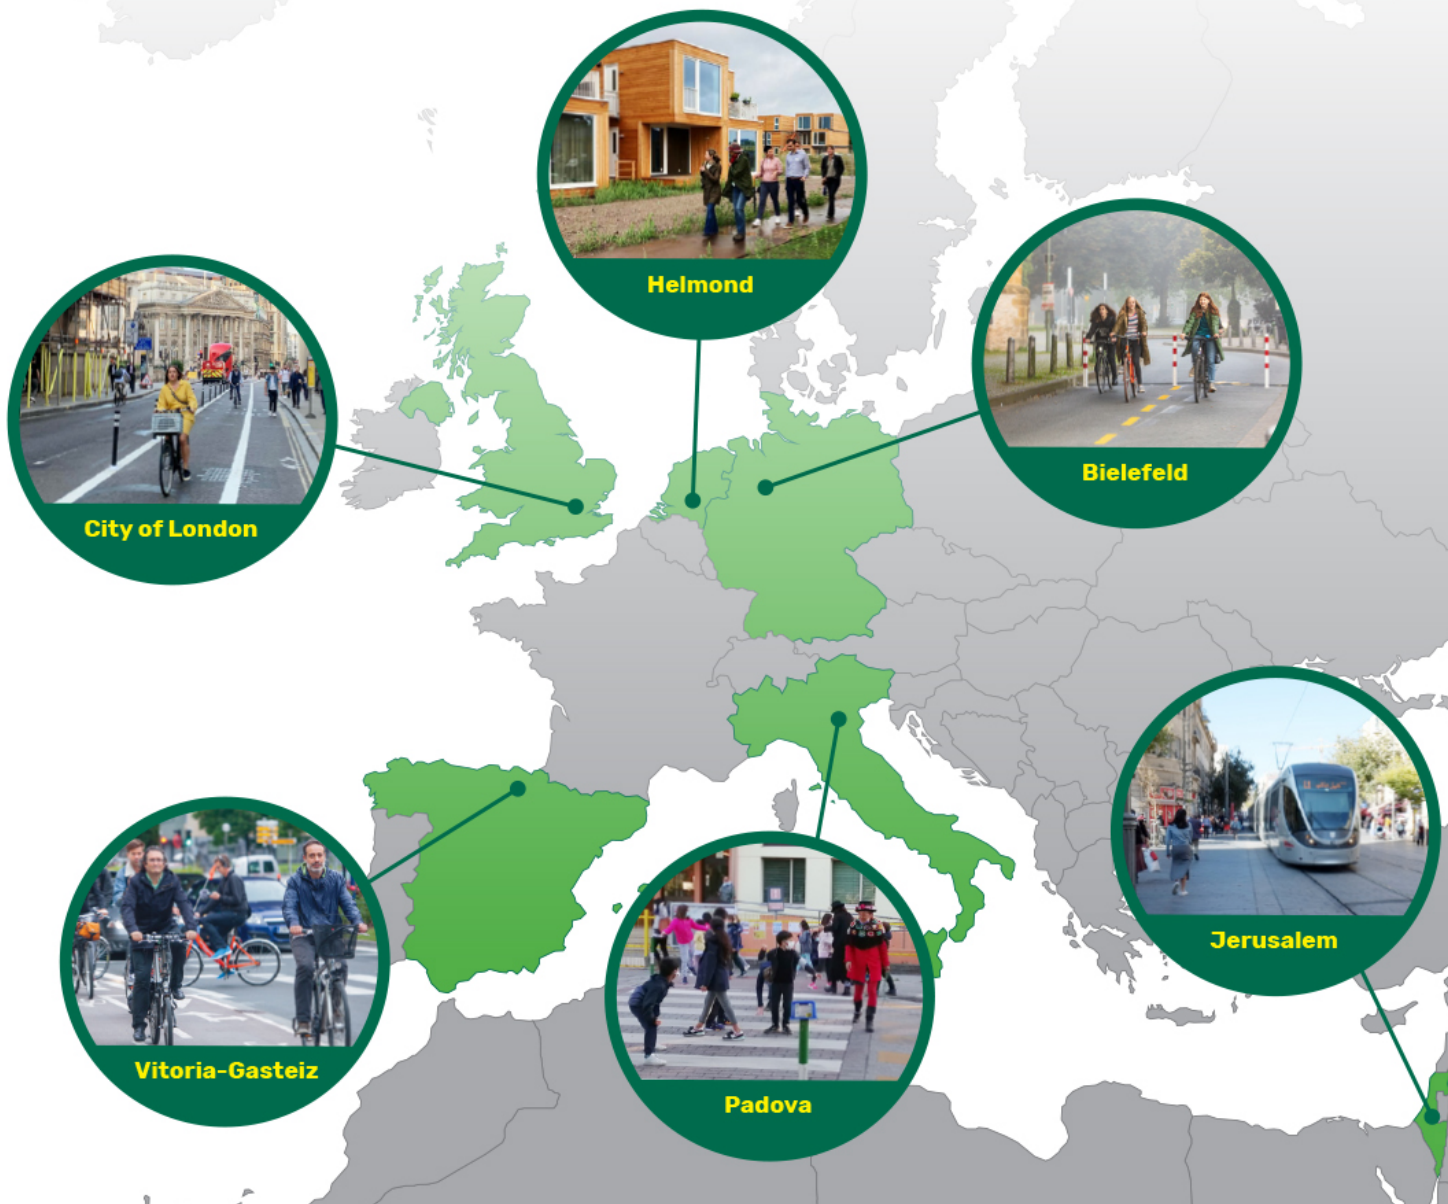 Helmond
Bielefeld
City of London
Jerusalem
Vitoria-Gasteiz
Padova